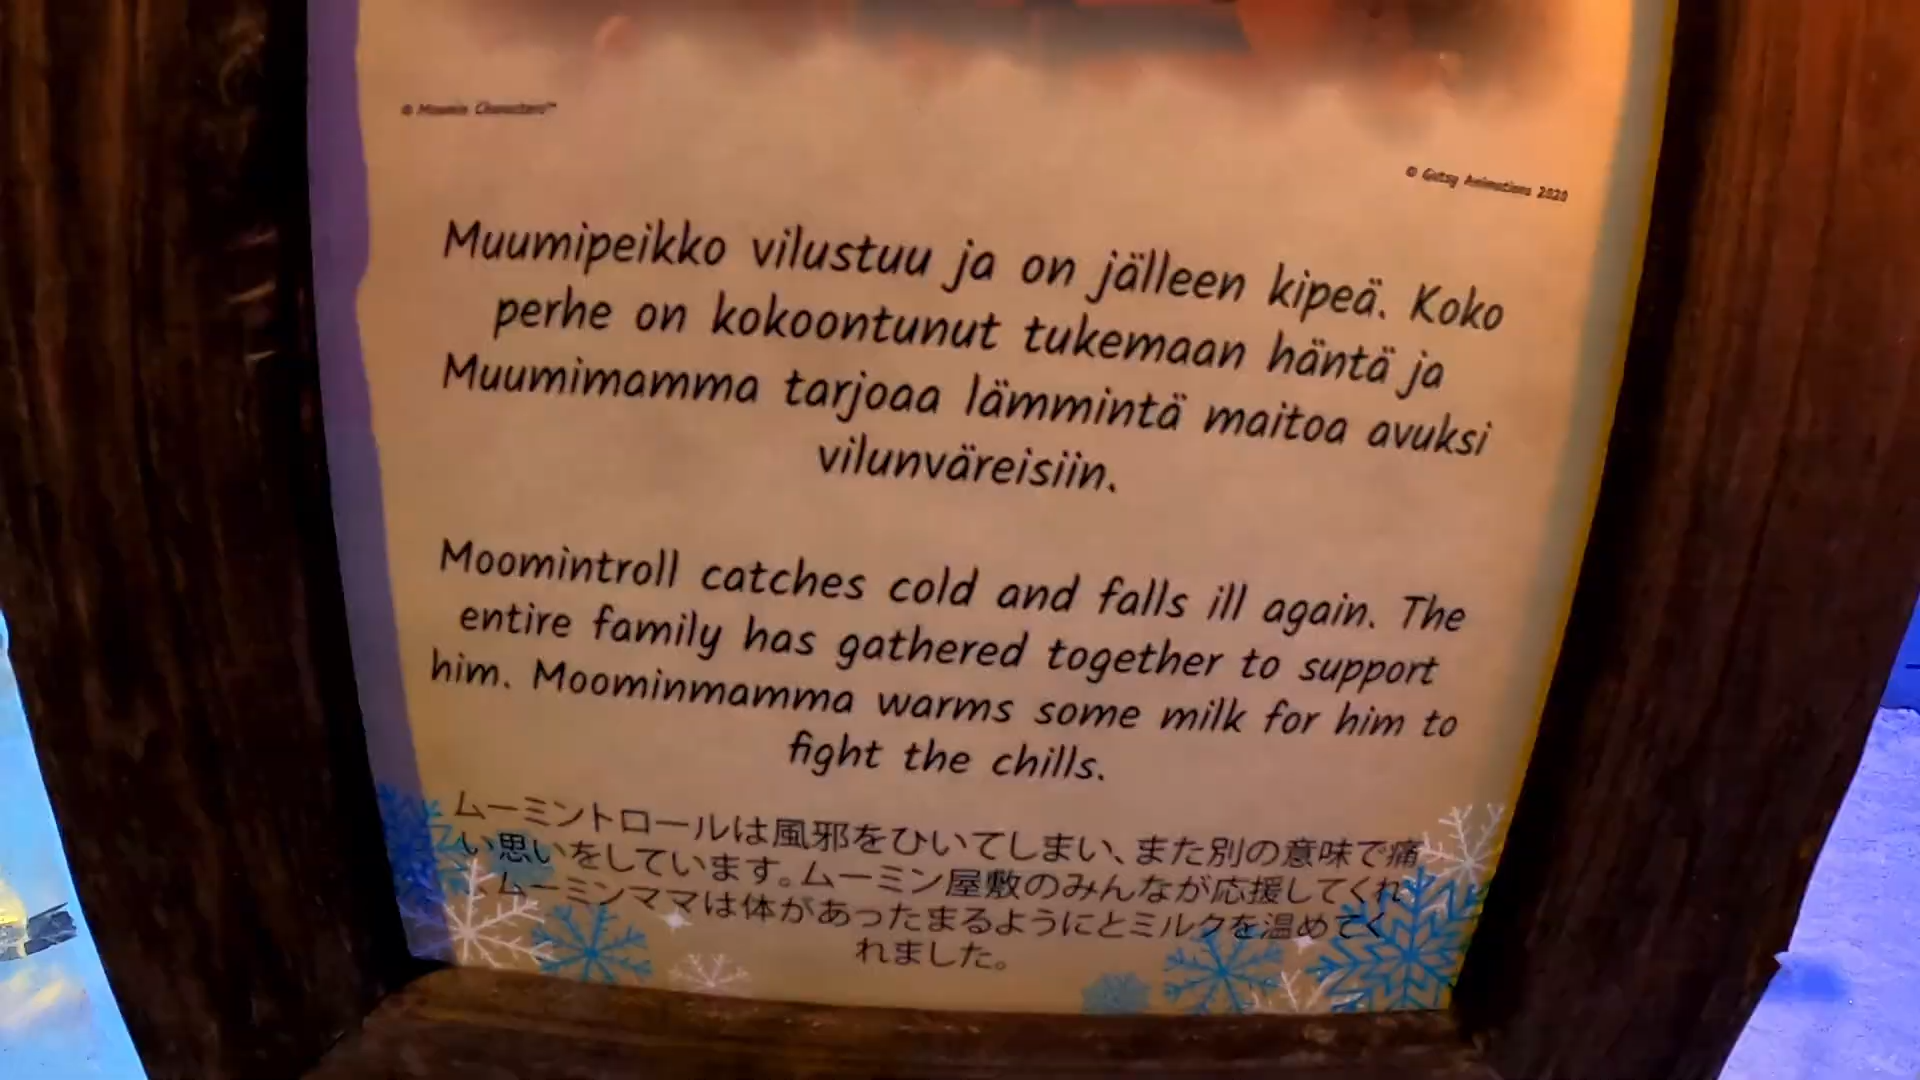 © Moomin Characters™
© Gutsy Animations 2020
Muumipeikko vilustuu ja on jälleen kipeä. Koko
perhe on kokoontunut tukemaan häntä ja
Muumimamma tarjoaa lämmintä maitoa avuksi
vilunväreisiin.
Moomintroll catches cold and falls ill again. The
entire family has gathered together to support
him. Moominmamma warms some milk for him to
fight the chills.
ムーミントロールは風邪をひいてしまい、また別の意味で痛
い思いをしています。ムーミン屋敷のみんなが応援してくれ
、ムーミンママは体があったまるようにとミルクを温めてく
れました。